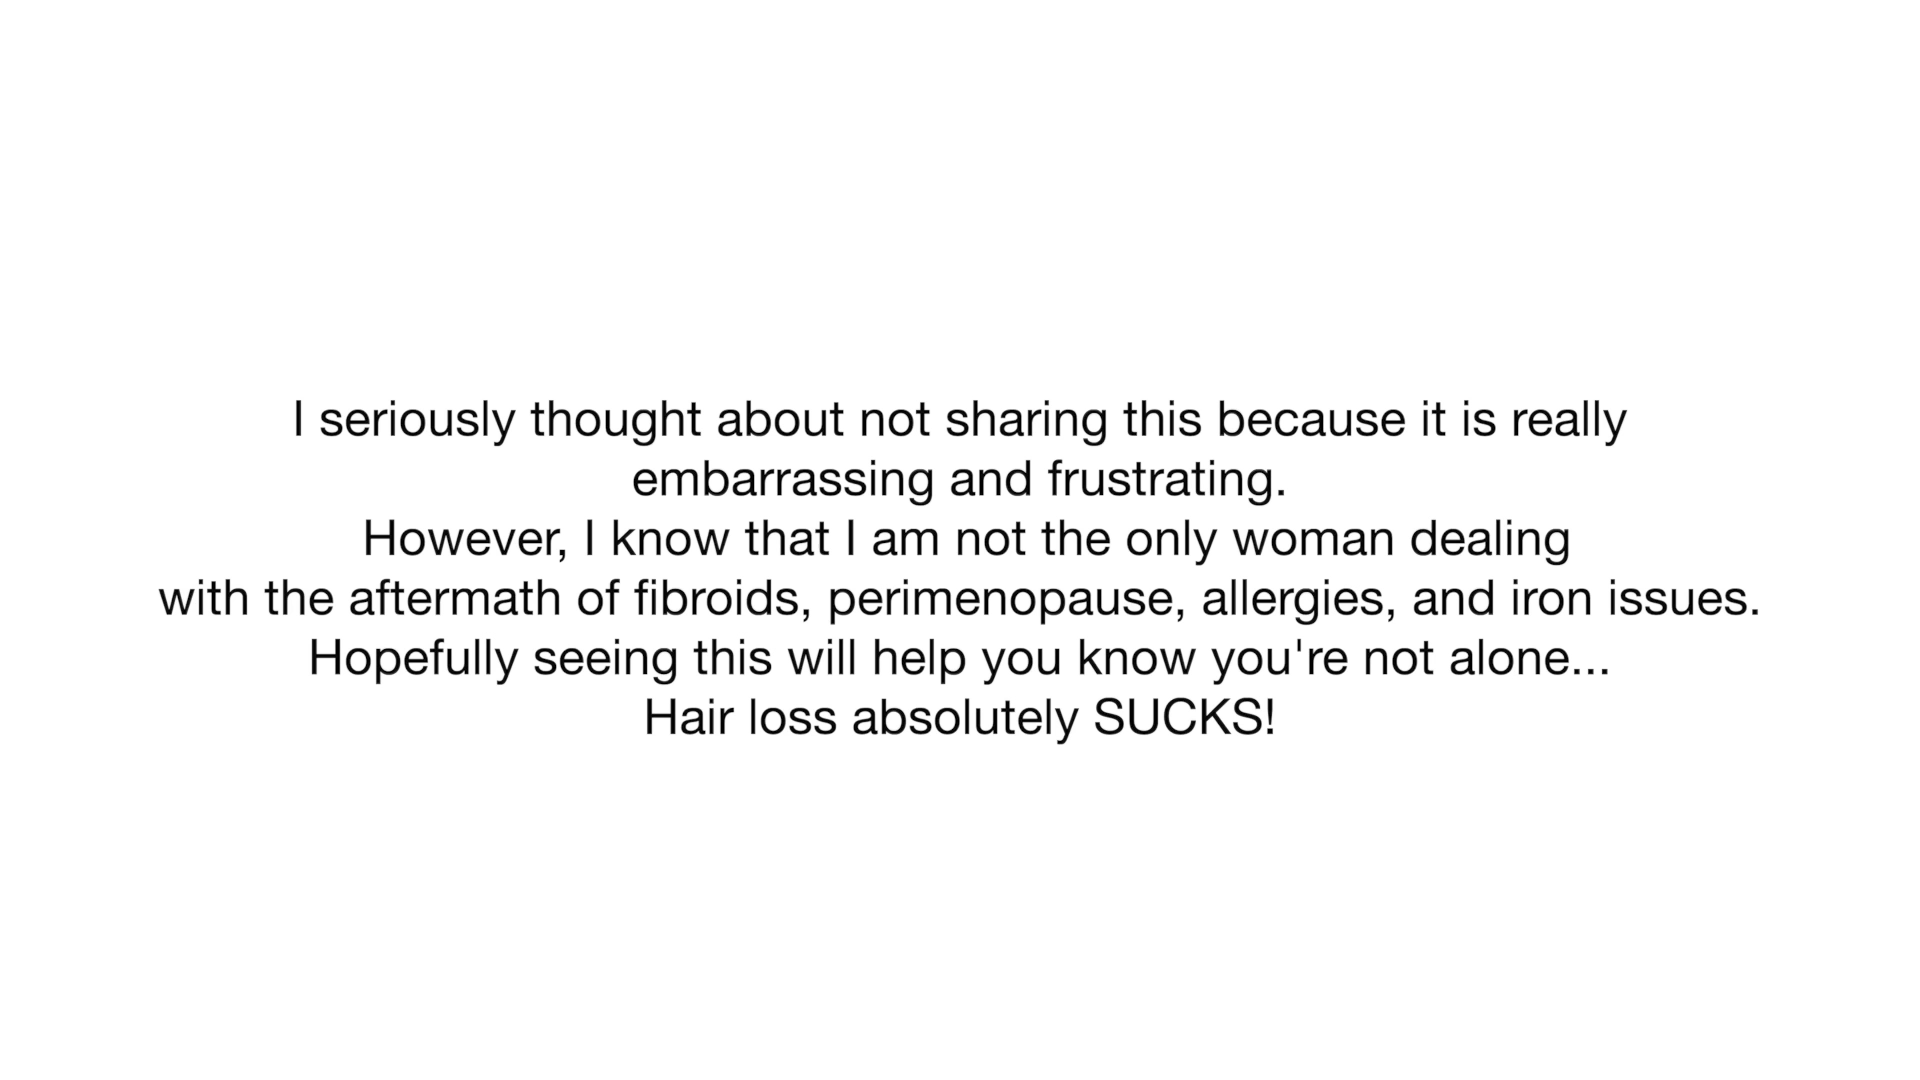 I seriously thought about not sharing this because it is really
embarrassing and frustrating.
However, I know that I am not the only woman dealing
with the aftermath of fibroids, perimenopause, allergies, and iron issues.
Hopefully seeing this will help you know you're not alone...
Hair loss absolutely SUCKS!